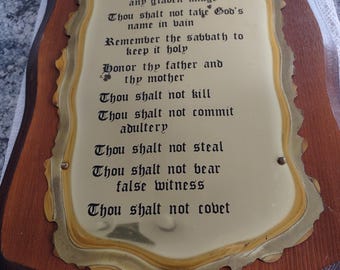 any graven image
Thou shalt not take God's
name in vain
Remember the sabbath to
keep it holy
Honor thy father and
thy mother
Thou shalt not kill
Thou shalt not commit
adultery
Thou shalt not steal
Thou shalt not bear
false witness
Thou shalt not covet